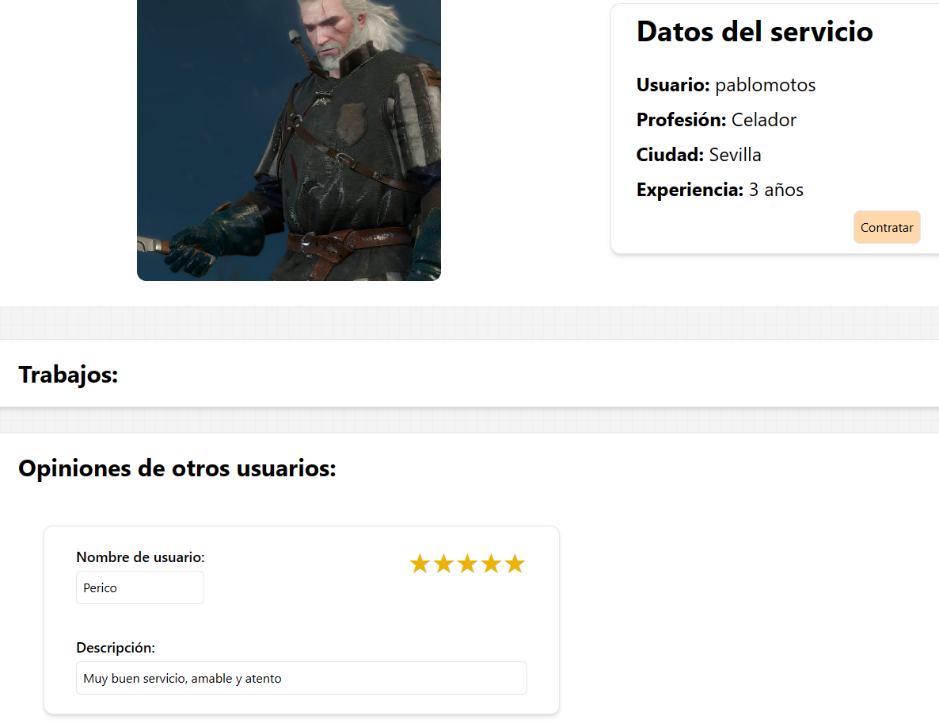 Datos del servicio
Usuario: pablomotos
Profesión: Celador
Ciudad: Sevilla
Experiencia: 3 años
Contratar
Trabajos:
Opiniones de otros usuarios:
Nombre de usuario:
Perico
Descripción:
Muy buen servicio, amable y atento